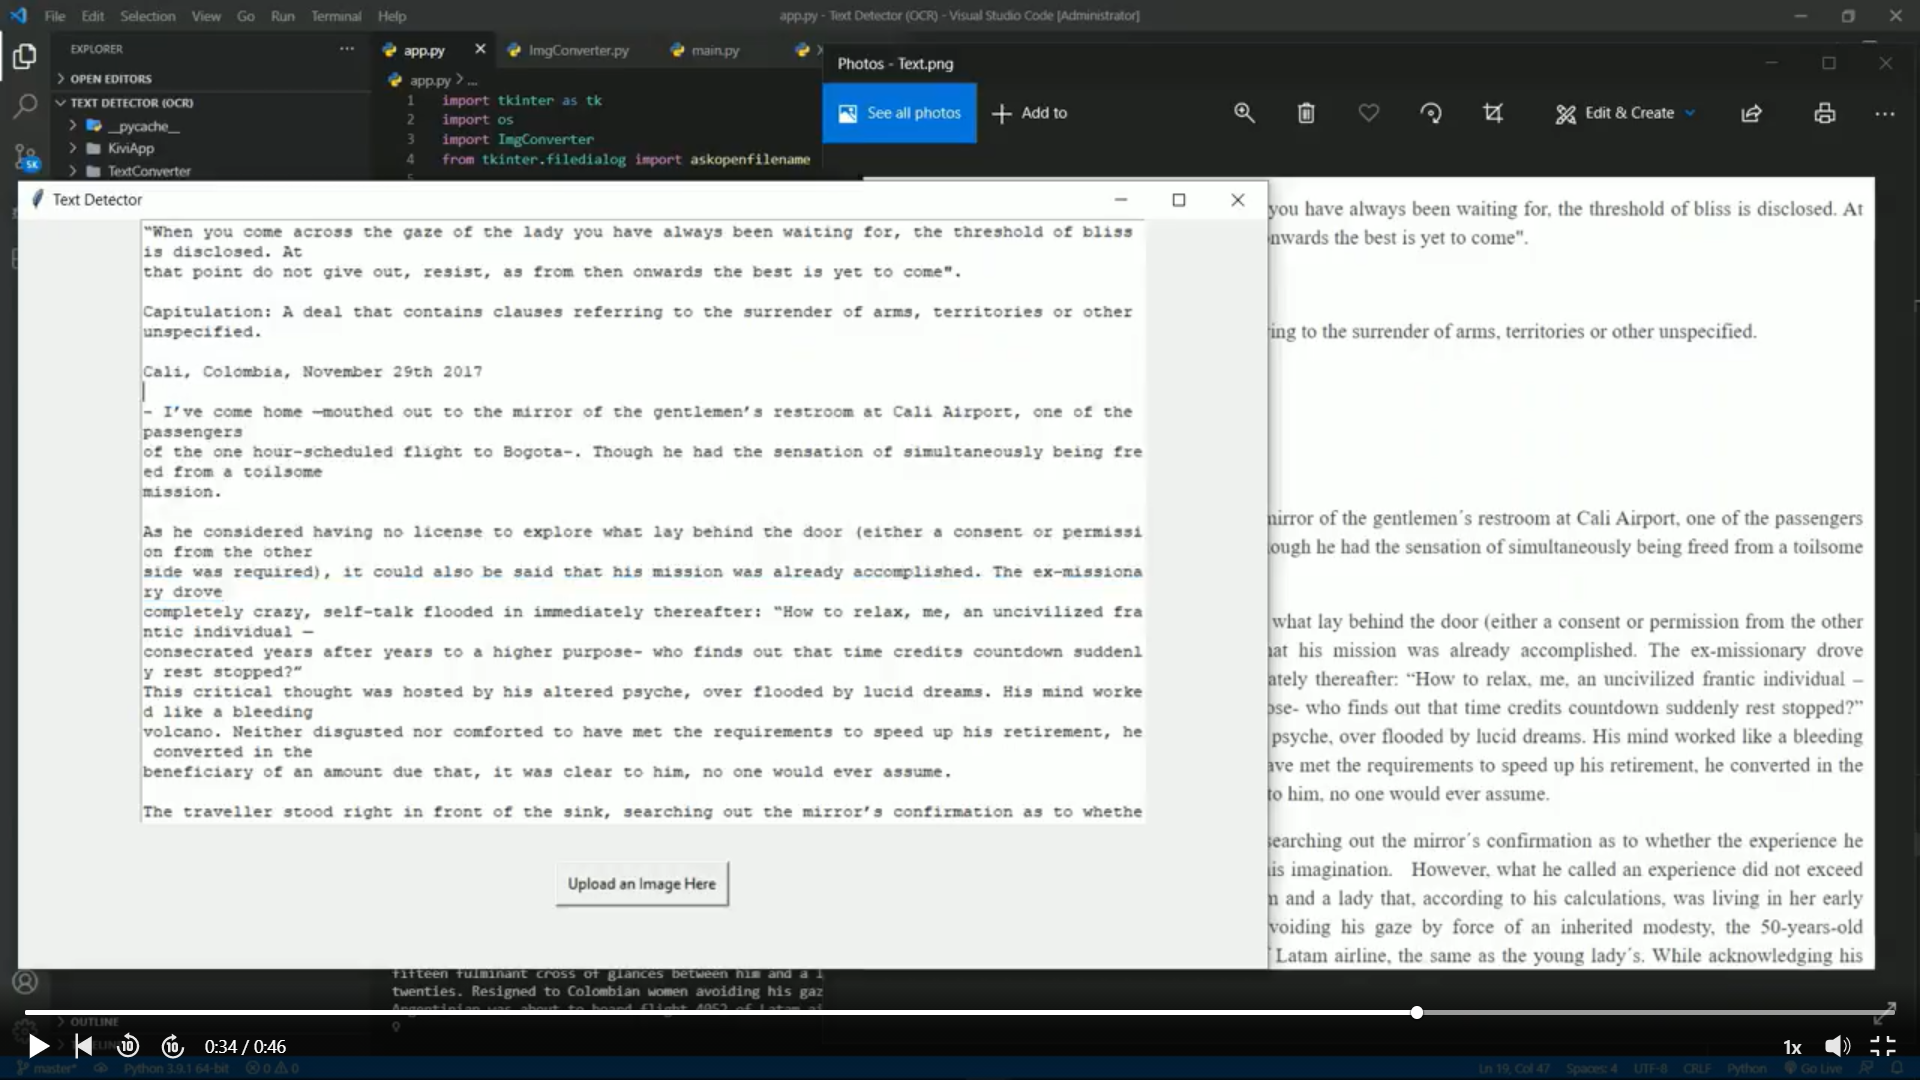 File Edit Selection View Go Run Terminal Help
app.py - Text Detector (OCR) - Visual Studio Code [Administrator]
EXPLORER
OPEN EDITORS
TEXT DETECTOR (OCR)
__pycache__
KiviApp
TextConverter
app.py
ImgConverter.py
main.py
app.py > ...
1 import tkinter as tk
2 import os
3 import ImgConverter
4 from tkinter.filedialog import askopenfilename
5
Photos - Text.png
See all photos
Add to
Edit & Create
Text Detector
"When you come across the gaze of the lady you have always been waiting for, the threshold of bliss
is disclosed. At
that point do not give out, resist, as from then onwards the best is yet to come".
Capitulation: A deal that contains clauses referring to the surrender of arms, territories or other
unspecified.
Cali, Colombia, November 29th 2017
- I’ve come home —mouthed out to the mirror of the gentlemen’s restroom at Cali Airport, one of the
passengers
of the one hour-scheduled flight to Bogota-. Though he had the sensation of simultaneously being fre
ed from a toilsome
mission.
As he considered having no license to explore what lay behind the door (either a consent or permissi
on from the other
side was required), it could also be said that his mission was already accomplished. The ex-missiona
ry drove
completely crazy, self-talk flooded in immediately thereafter: “How to relax, me, an uncivilized fra
ntic individual —
consecrated years after years to a higher purpose- who finds out that time credits countdown suddenl
y rest stopped?”
This critical thought was hosted by his altered psyche, over flooded by lucid dreams. His mind worke
d like a bleeding
volcano. Neither disgusted nor comforted to have met the requirements to speed up his retirement, he
converted in the
beneficiary of an amount due that, it was clear to him, no one would ever assume.
The traveller stood right in front of the sink, searching out the mirror’s confirmation as to whethe
Upload an Image Here
you have always been waiting for, the threshold of bliss is disclosed. At
nwards the best is yet to come".
ing to the surrender of arms, territories or other unspecified.
irror of the gentlemen´s restroom at Cali Airport, one of the passengers
ough he had the sensation of simultaneously being freed from a toilsome
what lay behind the door (either a consent or permission from the other
at his mission was already accomplished. The ex-missionary drove
ately thereafter: “How to relax, me, an uncivilized frantic individual –
ose- who finds out that time credits countdown suddenly rest stopped?”
psyche, over flooded by lucid dreams. His mind worked like a bleeding
ave met the requirements to speed up his retirement, he converted in the
to him, no one would ever assume.
searching out the mirror´s confirmation as to whether the experience he
is imagination. However, what he called an experience did not exceed
n and a lady that, according to his calculations, was living in her early
voiding his gaze by force of an inherited modesty, the 50-years-old
Latam airline, the same as the young lady´s. While acknowledging his
fifteen fulminant cross of glances between him and a l
twenties. Resigned to Colombian women avoiding his gaz
OUTLINE
0:34 / 0:46
1x
master* Python 3.9.1 64-bit 0 0
Ln 19, Col 47 Spaces: 4 UTF-8 CRLF Python Go Live